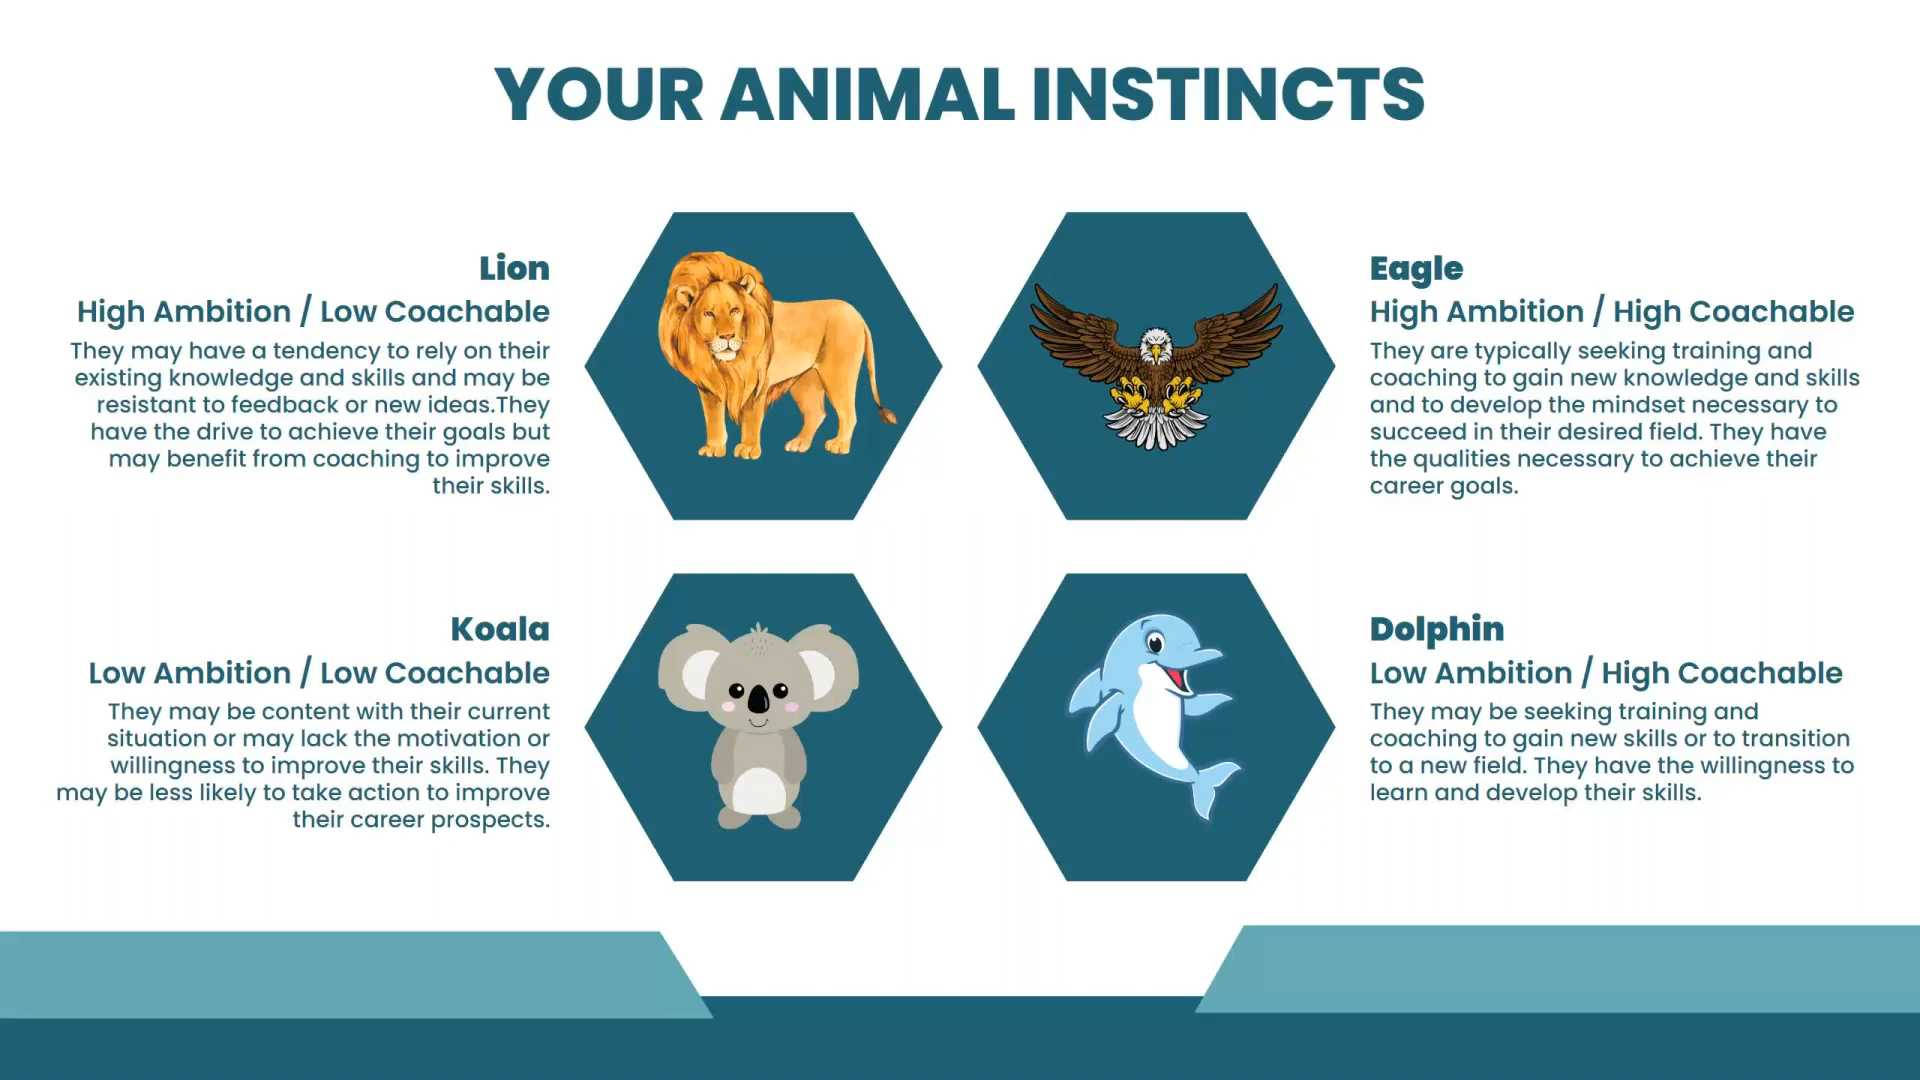 YOUR ANIMAL INSTINCTS
Lion
High Ambition / Low Coachable
They may have a tendency to rely on their
existing knowledge and skills and may be
resistant to feedback or new ideas.They
have the drive to achieve their goals but
may benefit from coaching to improve
their skills.
Eagle
High Ambition / High Coachable
They are typically seeking training and
coaching to gain new knowledge and skills
and to develop the mindset necessary to
succeed in their desired field. They have
the qualities necessary to achieve their
career goals.
Koala
Low Ambition / Low Coachable
They may be content with their current
situation or may lack the motivation or
willingness to improve their skills. They
may be less likely to take action to improve
their career prospects.
Dolphin
Low Ambition / High Coachable
They may be seeking training and
coaching to gain new skills or to transition
to a new field. They have the willingness to
learn and develop their skills.